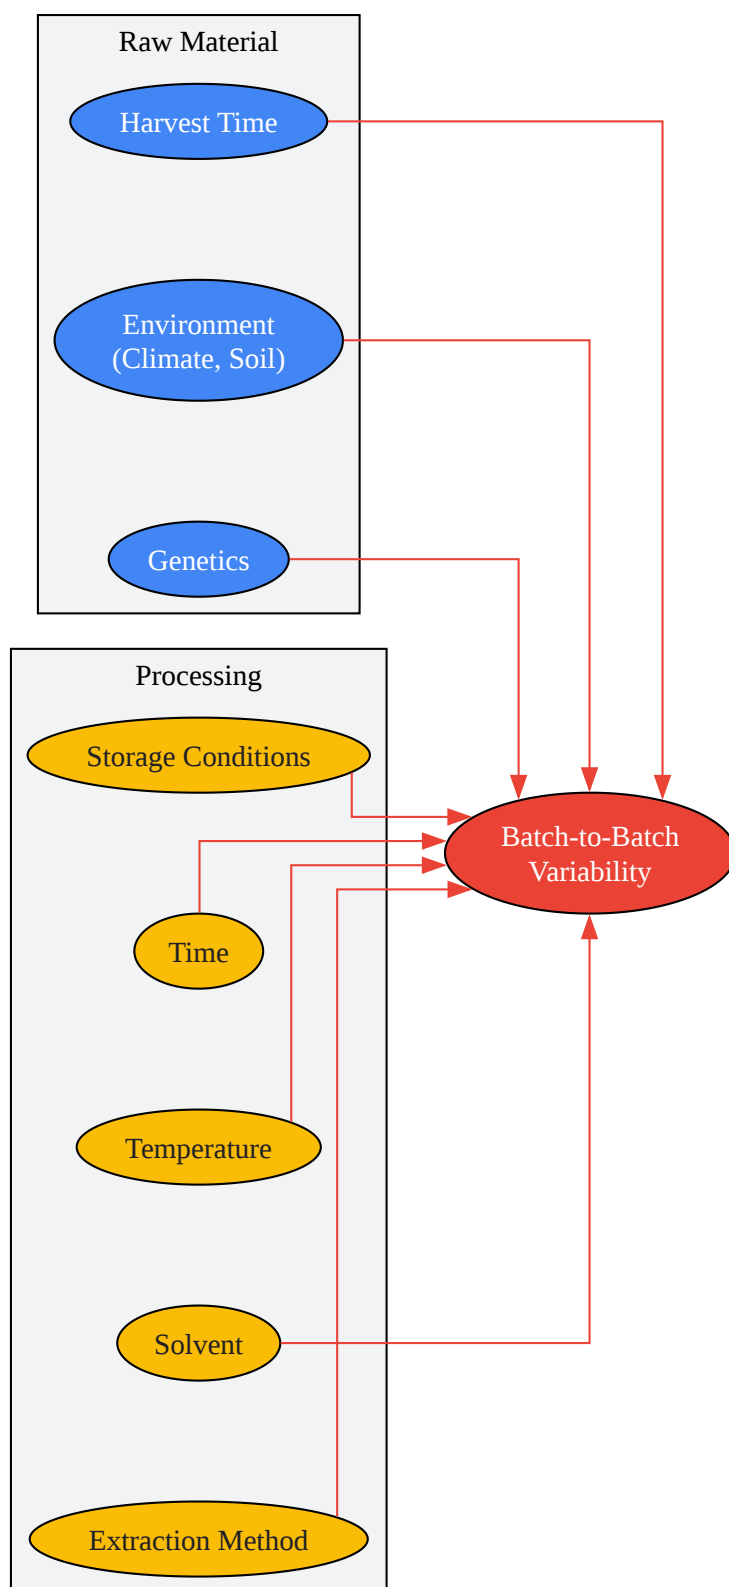 Raw Material
Harvest Time
Environment
(Climate, Soil)
Genetics
Processing
Storage Conditions
Batch-to-Batch
Variability
Time
Temperature
Solvent
Extraction Method